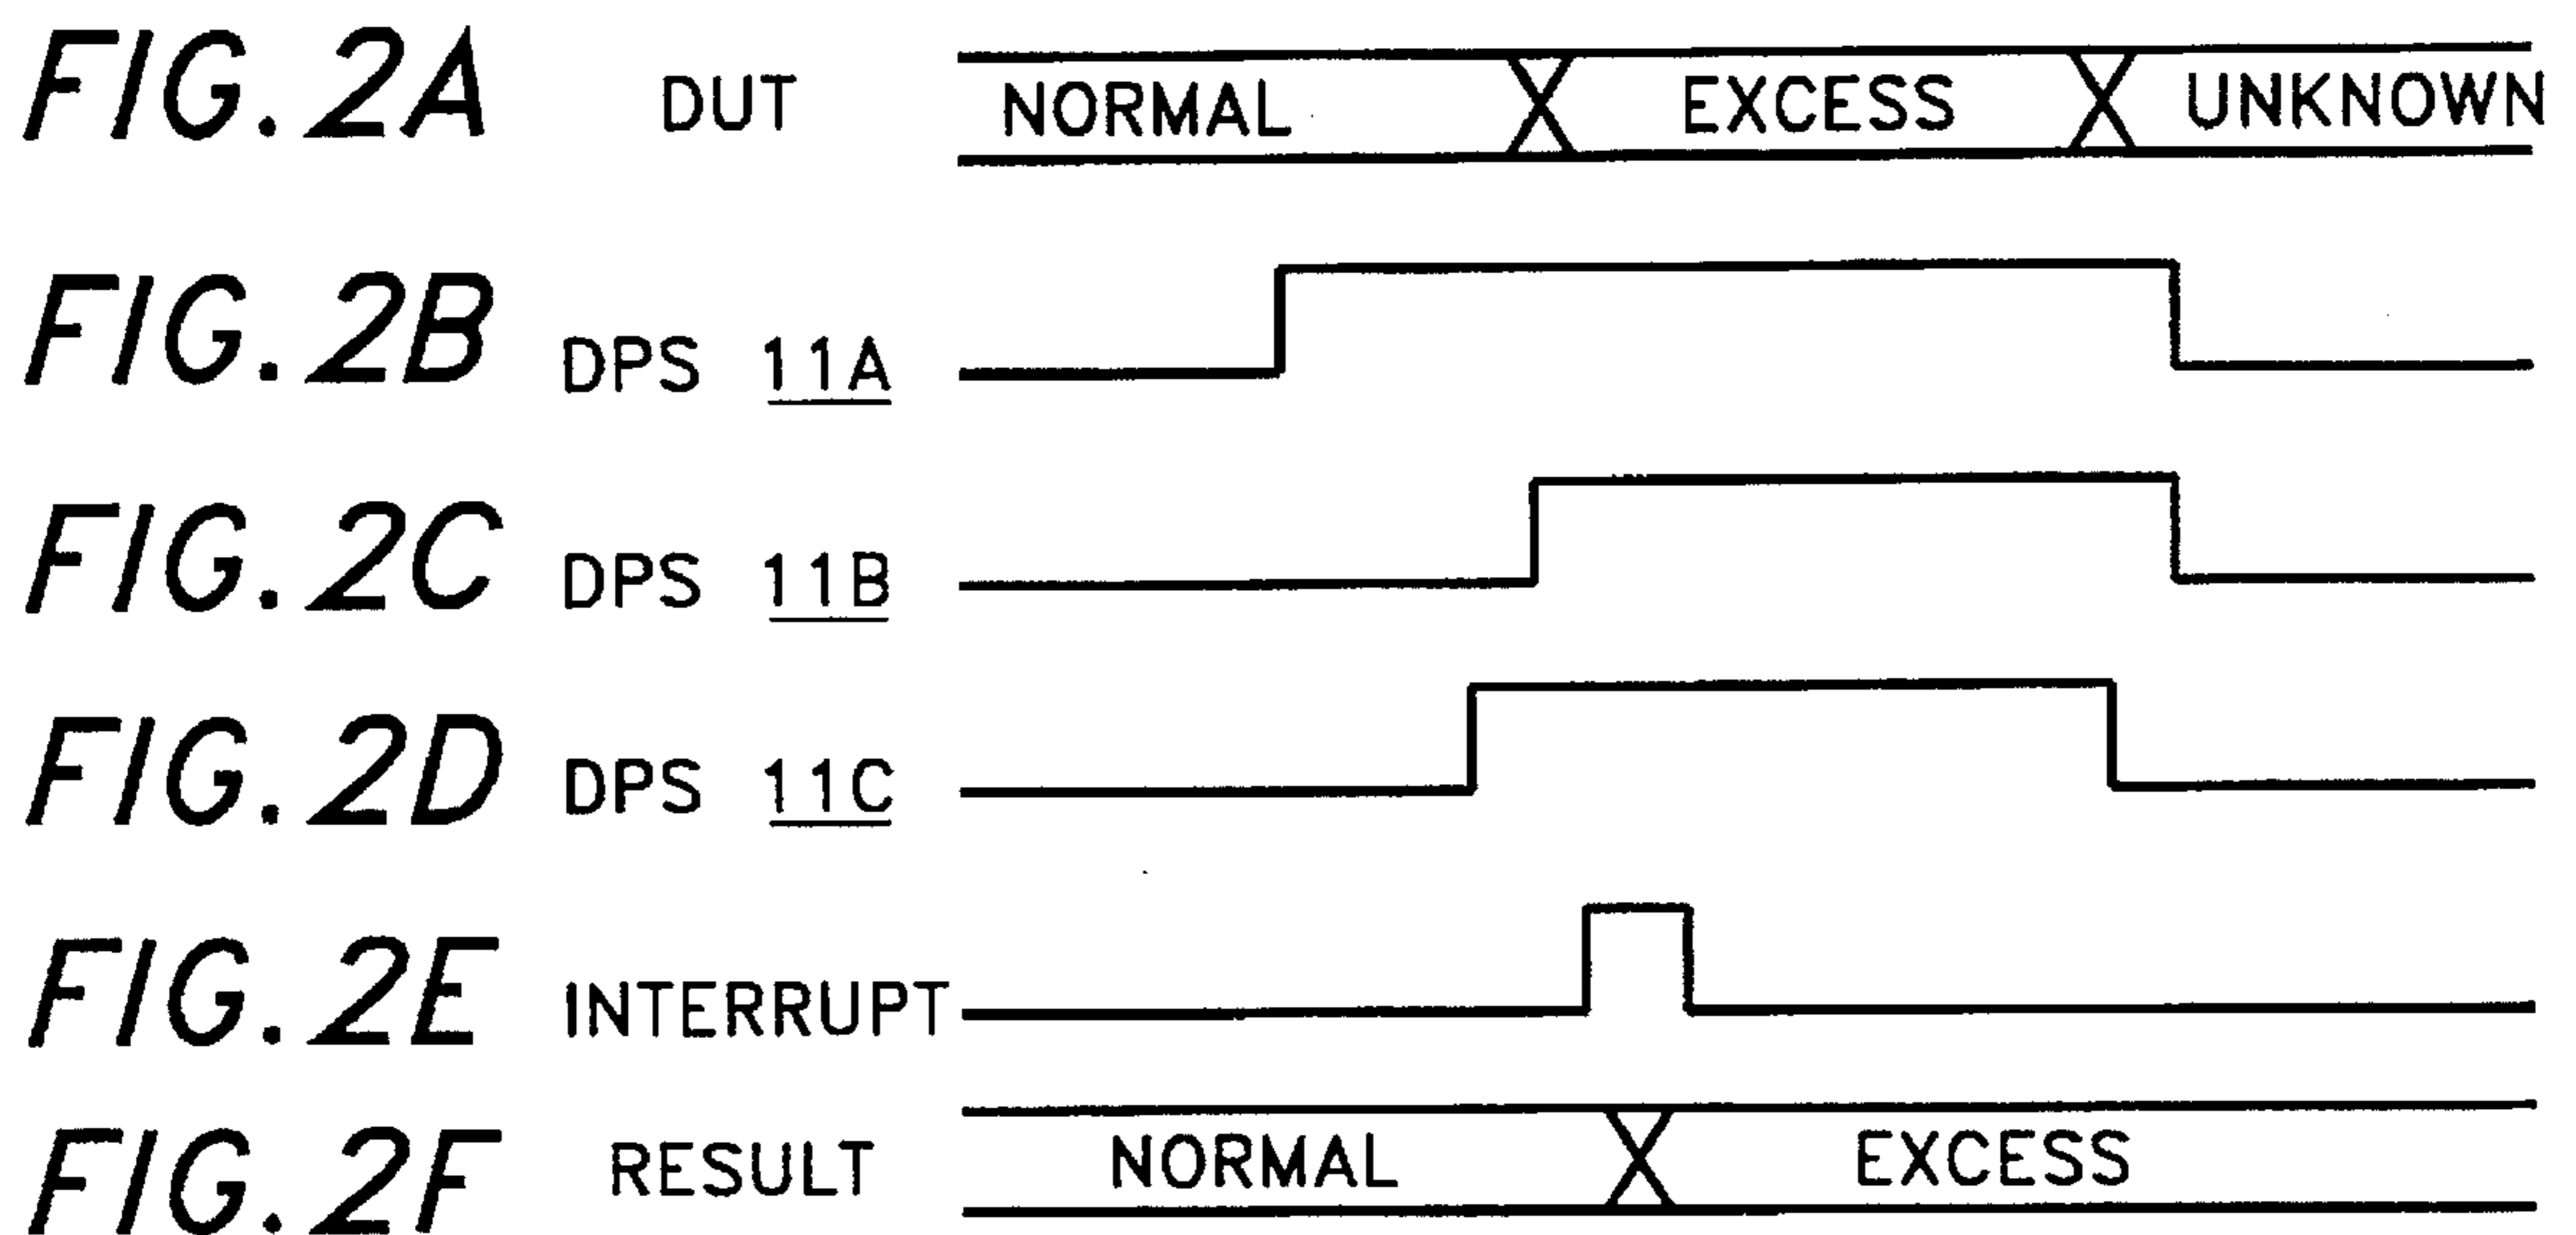 FIG. 2A DUT NORMAL EXCESS UNKNOWN
FIG. 2B DPS 11A
FIG. 2C DPS 11B
FIG. 2D DPS 11C
FIG. 2E INTERRUPT
FIG. 2F RESULT NORMAL EXCESS